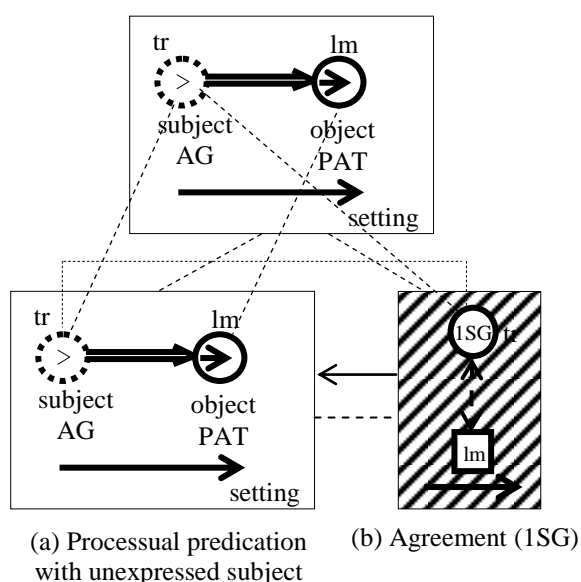 tr
lm
>
subject
AG
object
PAT
setting
tr
lm
>
subject
AG
object
PAT
setting
1SG
tr
lm
(a) Processual predication
with unexpressed subject
(b) Agreement (1SG)